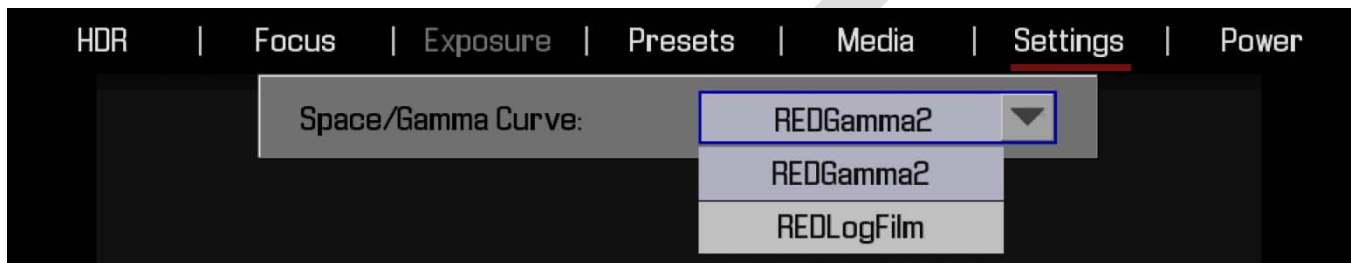 HDR | Focus | Exposure | Presets | Media | Settings | Power
Space/Gamma Curve: REDGamma2
REDGamma2
REDLogFilm